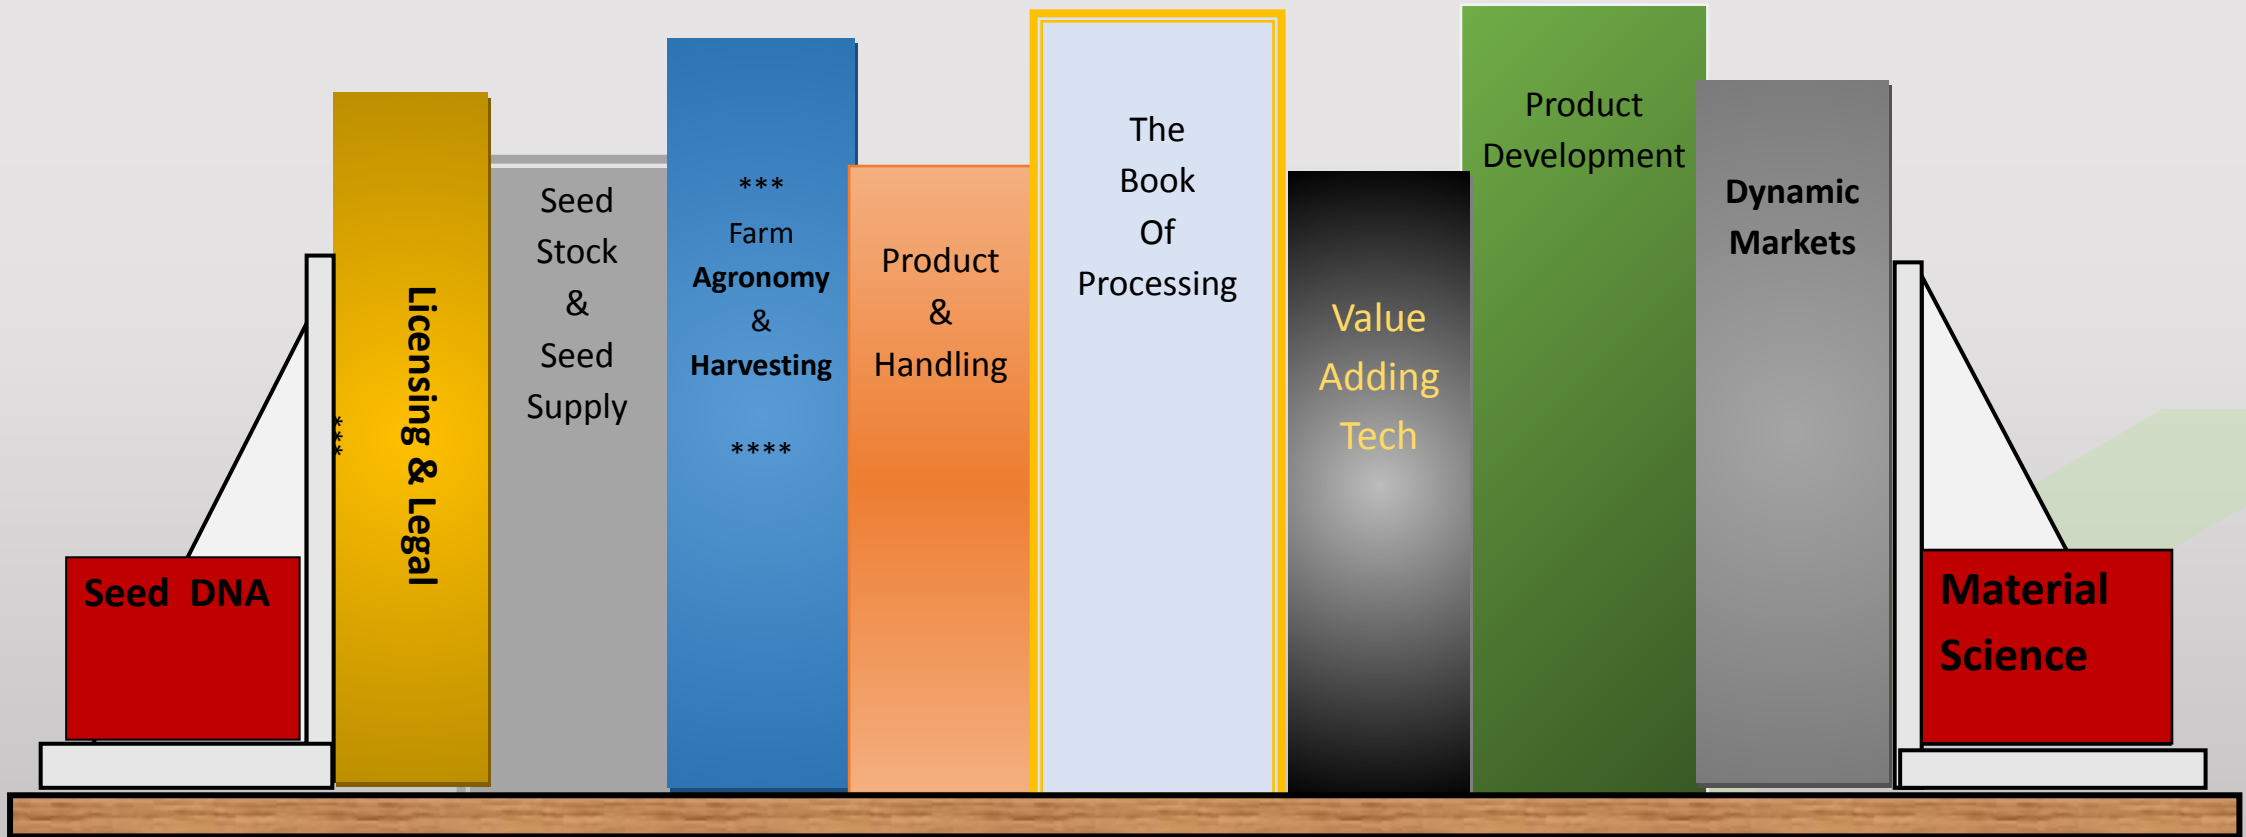 Seed DNA
***
Licensing & Legal
Seed
Stock
&
Seed
Supply
***
Farm
Agronomy
&
Harvesting
****
Product
&
Handling
The
Book
Of
Processing
Value
Adding
Tech
Product
Development
Dynamic
Markets
Material
Science